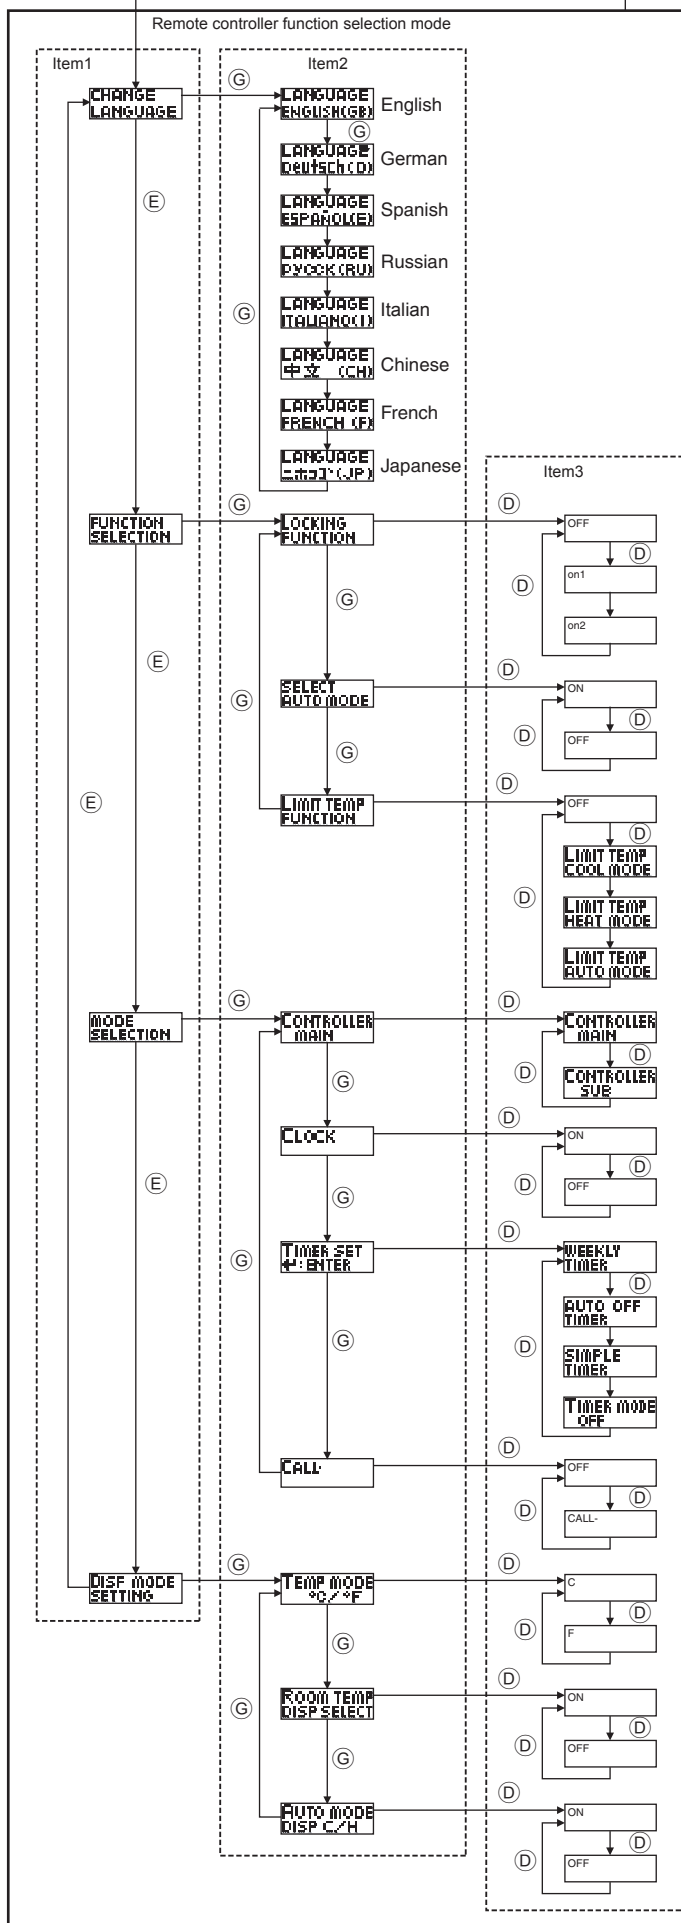 Remote controller function selection mode
Item1
Item2
G
CHANGE
LANGUAGE
LANGUAGE
ENGLISH(GB)
English
G
LANGUAGE
Deutsch(D)
German
E
LANGUAGE
ESPAÑOL(E)
Spanish
LANGUAGE
РУССК(RU)
Russian
G
LANGUAGE
ITALIANO(I)
Italian
LANGUAGE
中文 (CH)
Chinese
LANGUAGE
FRENCH (F)
French
LANGUAGE
ニホンゴ(JP)
Japanese
Item3
FUNCTION
SELECTION
G
LOCKING
FUNCTION
D
OFF
D
D
on1
G
on2
E
SELECT
AUTO MODE
D
ON
G
D
D
OFF
G
E
LIMIT TEMP
FUNCTION
D
OFF
D
LIMIT TEMP
COOL MODE
D
LIMIT TEMP
HEAT MODE
LIMIT TEMP
AUTO MODE
MODE
SELECTION
G
CONTROLLER
MAIN
D
CONTROLLER
MAIN
D
D
CONTROLLER
SUB
G
CLOCK
D
ON
D
D
OFF
E
G
TIMER SET
↵:ENTER
D
WEEKLY
TIMER
G
D
AUTO OFF
TIMER
G
D
SIMPLE
TIMER
TIMER MODE
OFF
CALL-
D
OFF
D
D
CALL-
DISP MODE
SETTING
G
TEMP MODE
°C/°F
D
C
D
D
F
G
ROOM TEMP
DISP SELECT
D
ON
G
D
D
OFF
G
AUTO MODE
DISP C/H
D
ON
D
D
OFF